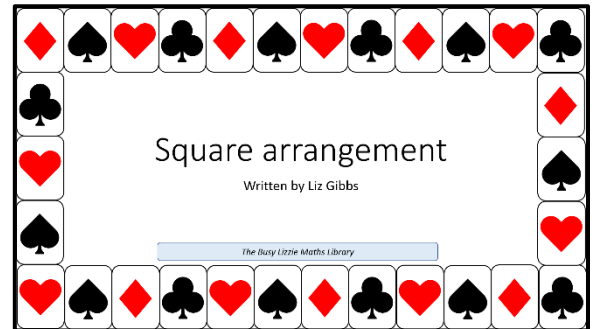 Square arrangement
Written by Liz Gibbs
The Busy Lizzie Maths Library